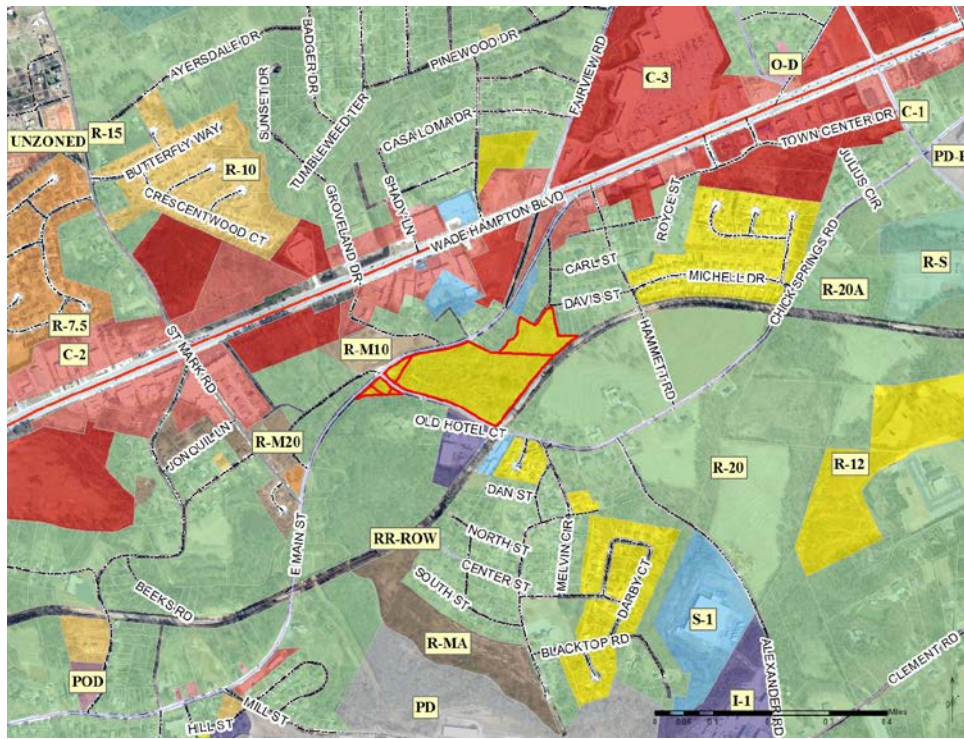 AYERSDALE DR
BADGER DR
PINEWOOD DR
FAIRVIEW RD
O-D
C-3
SUNSET DR
TUMBLEWEED TER
CASA LOMA DR
C-1
TOWN CENTER DR
UNZONED
R-15
BUTTERFLY WAY
R-10
CRESCENTWOOD CT
GROVELAND DR
SHADY LN
WADE HAMPTON BLVD
ROYCE ST
JULIUS CIR
CARL ST
MICHELL DR
CHICK SPRINGS RD
R-S
R-20A
DAVIS ST
R-7.5
C-2
ST MARK RD
R-M10
HAMMETT RD
OLD HOTEL CT
JONQUIL LN
R-M20
R-20
R-12
DAN ST
E MAIN ST
RR-ROW
NORTH ST
CENTER ST
SOUTH ST
MELVIN CIR
DARBY CT
BEEKS RD
S-1
R-MA
BLACKTOP RD
ALEXANDER RD
CLEMENT RD
POD
PD
I-1
MILL ST
HILL ST
Miles